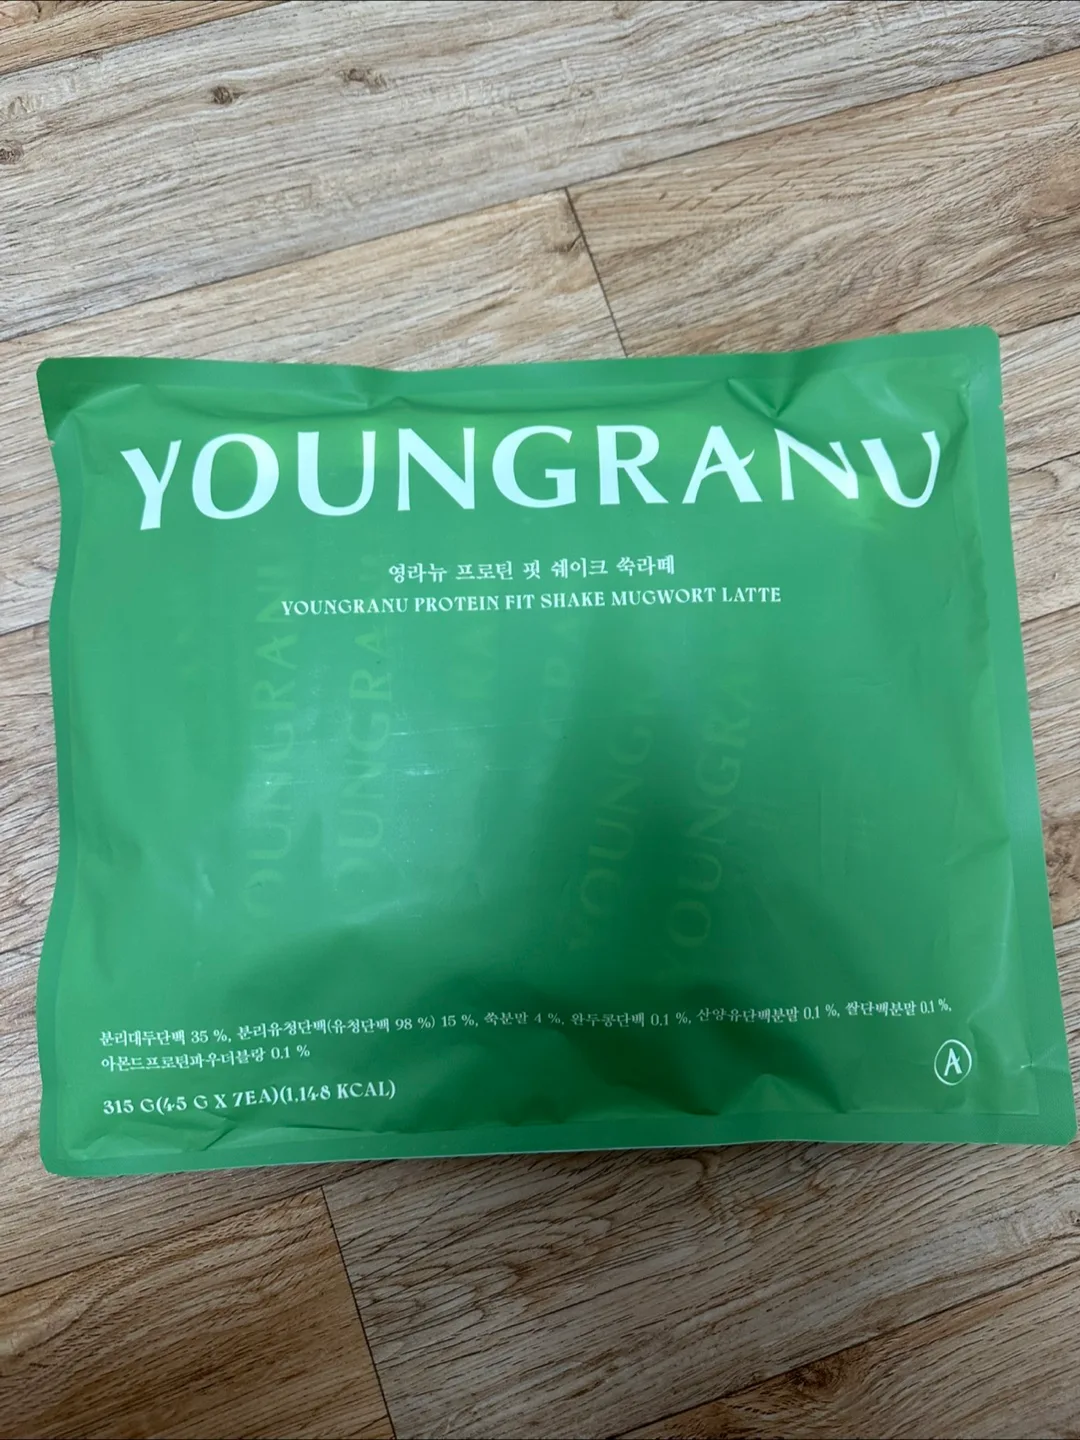 YOUNGRANU
영라뉴 프로틴 핏 쉐이크 쑥라떼
YOUNGRANU PROTEIN FIT SHAKE MUGWORT LATTE
분리대두단백 35 %, 분리유청단백(유청단백 98 %) 15 %, 쑥분말 4 %, 완두콩단백 0.1 %, 산양유단백분말 0.1 %, 쌀단백분말 0.1 %,
아몬드프로틴파우더블랑 0.1 %
315 G(45 G X 7EA)(1,148 KCAL)
A